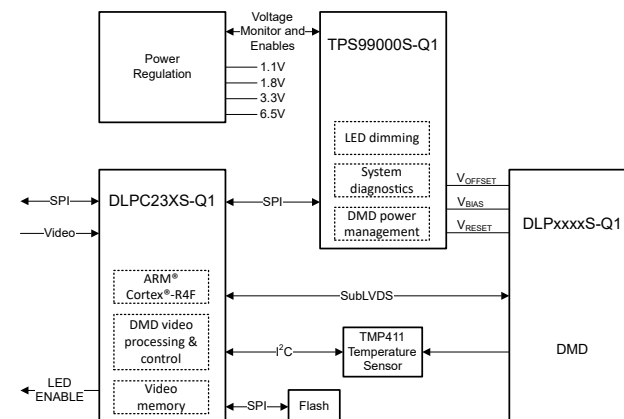 Voltage
Monitor and
Enables
Power
Regulation
1.1V
1.8V
3.3V
6.5V
TPS99000S-Q1
LED dimming
System
diagnostics
DMD power
management
VOFFSET
VBIAS
VRESET
DLPxxxxS-Q1
DMD
SPI
Video
DLPC23XS-Q1
SPI
ARM®
Cortex®-R4F
SubLVDS
DMD video
processing &
control
I²C
TMP411
Temperature
Sensor
LED
ENABLE
Video
memory
SPI
Flash